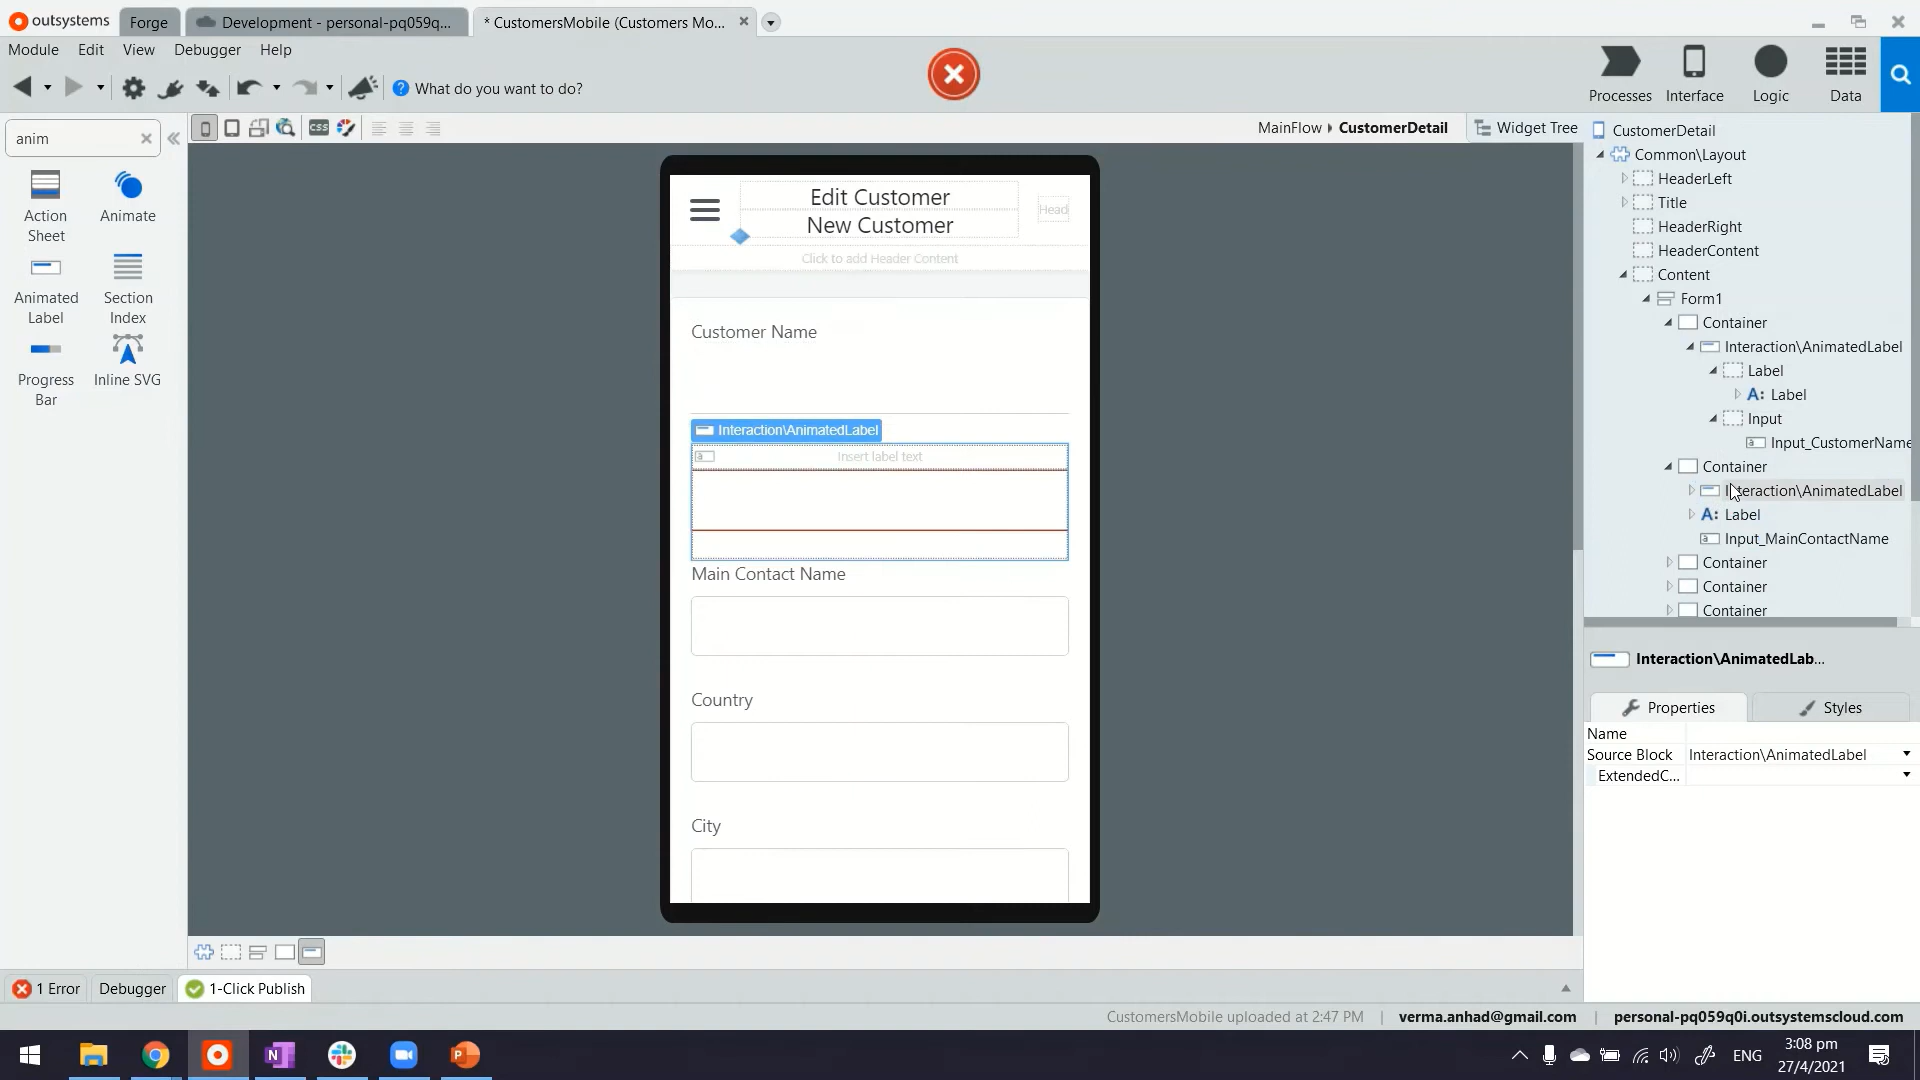 outsystems
Forge
Development - personal-pq059q...
* CustomersMobile (Customers Mo...
Module
Edit
View
Debugger
Help
What do you want to do?
Processes
Interface
Logic
Data
anim
MainFlow
CustomerDetail
Widget Tree
Action
Sheet
Animate
Animated
Label
Section
Index
Progress
Bar
Inline SVG
Edit Customer
New Customer
Head
Click to add Header Content
Customer Name
Interaction\AnimatedLabel
Insert label text
Main Contact Name
Country
City
CustomerDetail
Common\Layout
HeaderLeft
Title
HeaderRight
HeaderContent
Content
Form1
Container
Interaction\AnimatedLabel
Label
A: Label
Input
Input_CustomerName
Container
Interaction\AnimatedLabel
A: Label
Input_MainContactName
Container
Container
Container
Interaction\AnimatedLab...
Properties
Styles
Name
Source Block
Interaction\AnimatedLabel
ExtendedC...
1 Error
Debugger
1-Click Publish
CustomersMobile uploaded at 2:47 PM
verma.anhad@gmail.com
personal-pq059q0i.outsystemscloud.com
ENG
3:08 pm
27/4/2021